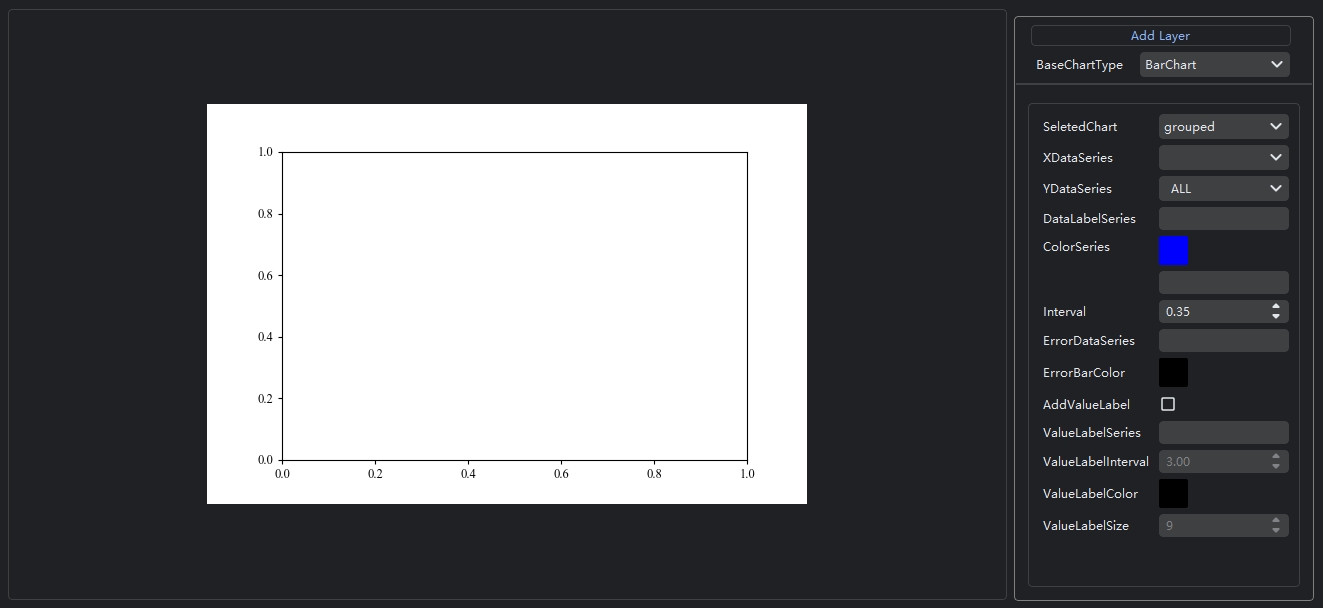 1.0
0.8
0.6
0.4
0.2
0.0
0.0 0.2 0.4 0.6 0.8 1.0
Add Layer
BaseChartType BarChart
SeletedChart grouped
XDataSeries
YDataSeries ALL
DataLabelSeries
ColorSeries
Interval 0.35
ErrorDataSeries
ErrorBarColor
AddValueLabel
ValueLabelSeries
ValueLabelInterval 3.00
ValueLabelColor
ValueLabelSize 9